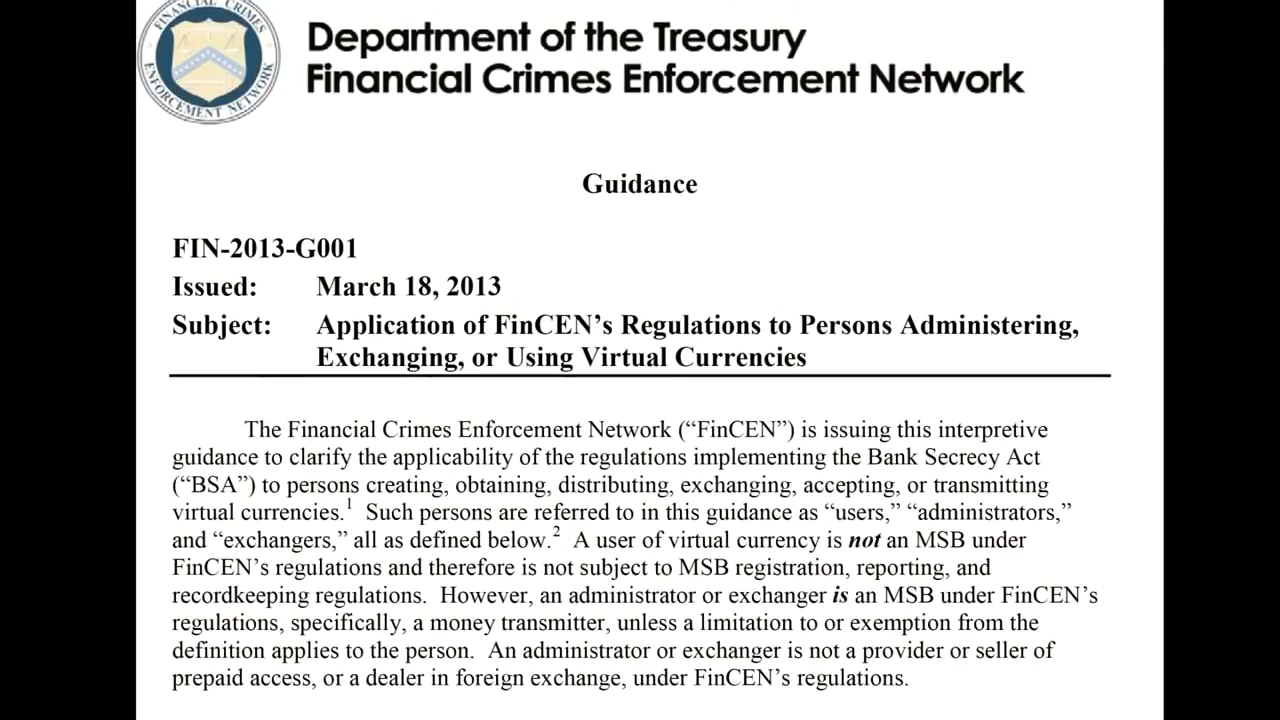 FINANCIAL CRIMES
ENFORCEMENT NETWORK
Department of the Treasury
Financial Crimes Enforcement Network
Guidance
FIN-2013-G001
Issued: March 18, 2013
Subject: Application of FinCEN’s Regulations to Persons Administering,
Exchanging, or Using Virtual Currencies
The Financial Crimes Enforcement Network (“FinCEN”) is issuing this interpretive
guidance to clarify the applicability of the regulations implementing the Bank Secrecy Act
(“BSA”) to persons creating, obtaining, distributing, exchanging, accepting, or transmitting
virtual currencies.1 Such persons are referred to in this guidance as “users,” “administrators,”
and “exchangers,” all as defined below.2 A user of virtual currency is not an MSB under
FinCEN’s regulations and therefore is not subject to MSB registration, reporting, and
recordkeeping regulations. However, an administrator or exchanger is an MSB under FinCEN’s
regulations, specifically, a money transmitter, unless a limitation to or exemption from the
definition applies to the person. An administrator or exchanger is not a provider or seller of
prepaid access, or a dealer in foreign exchange, under FinCEN’s regulations.